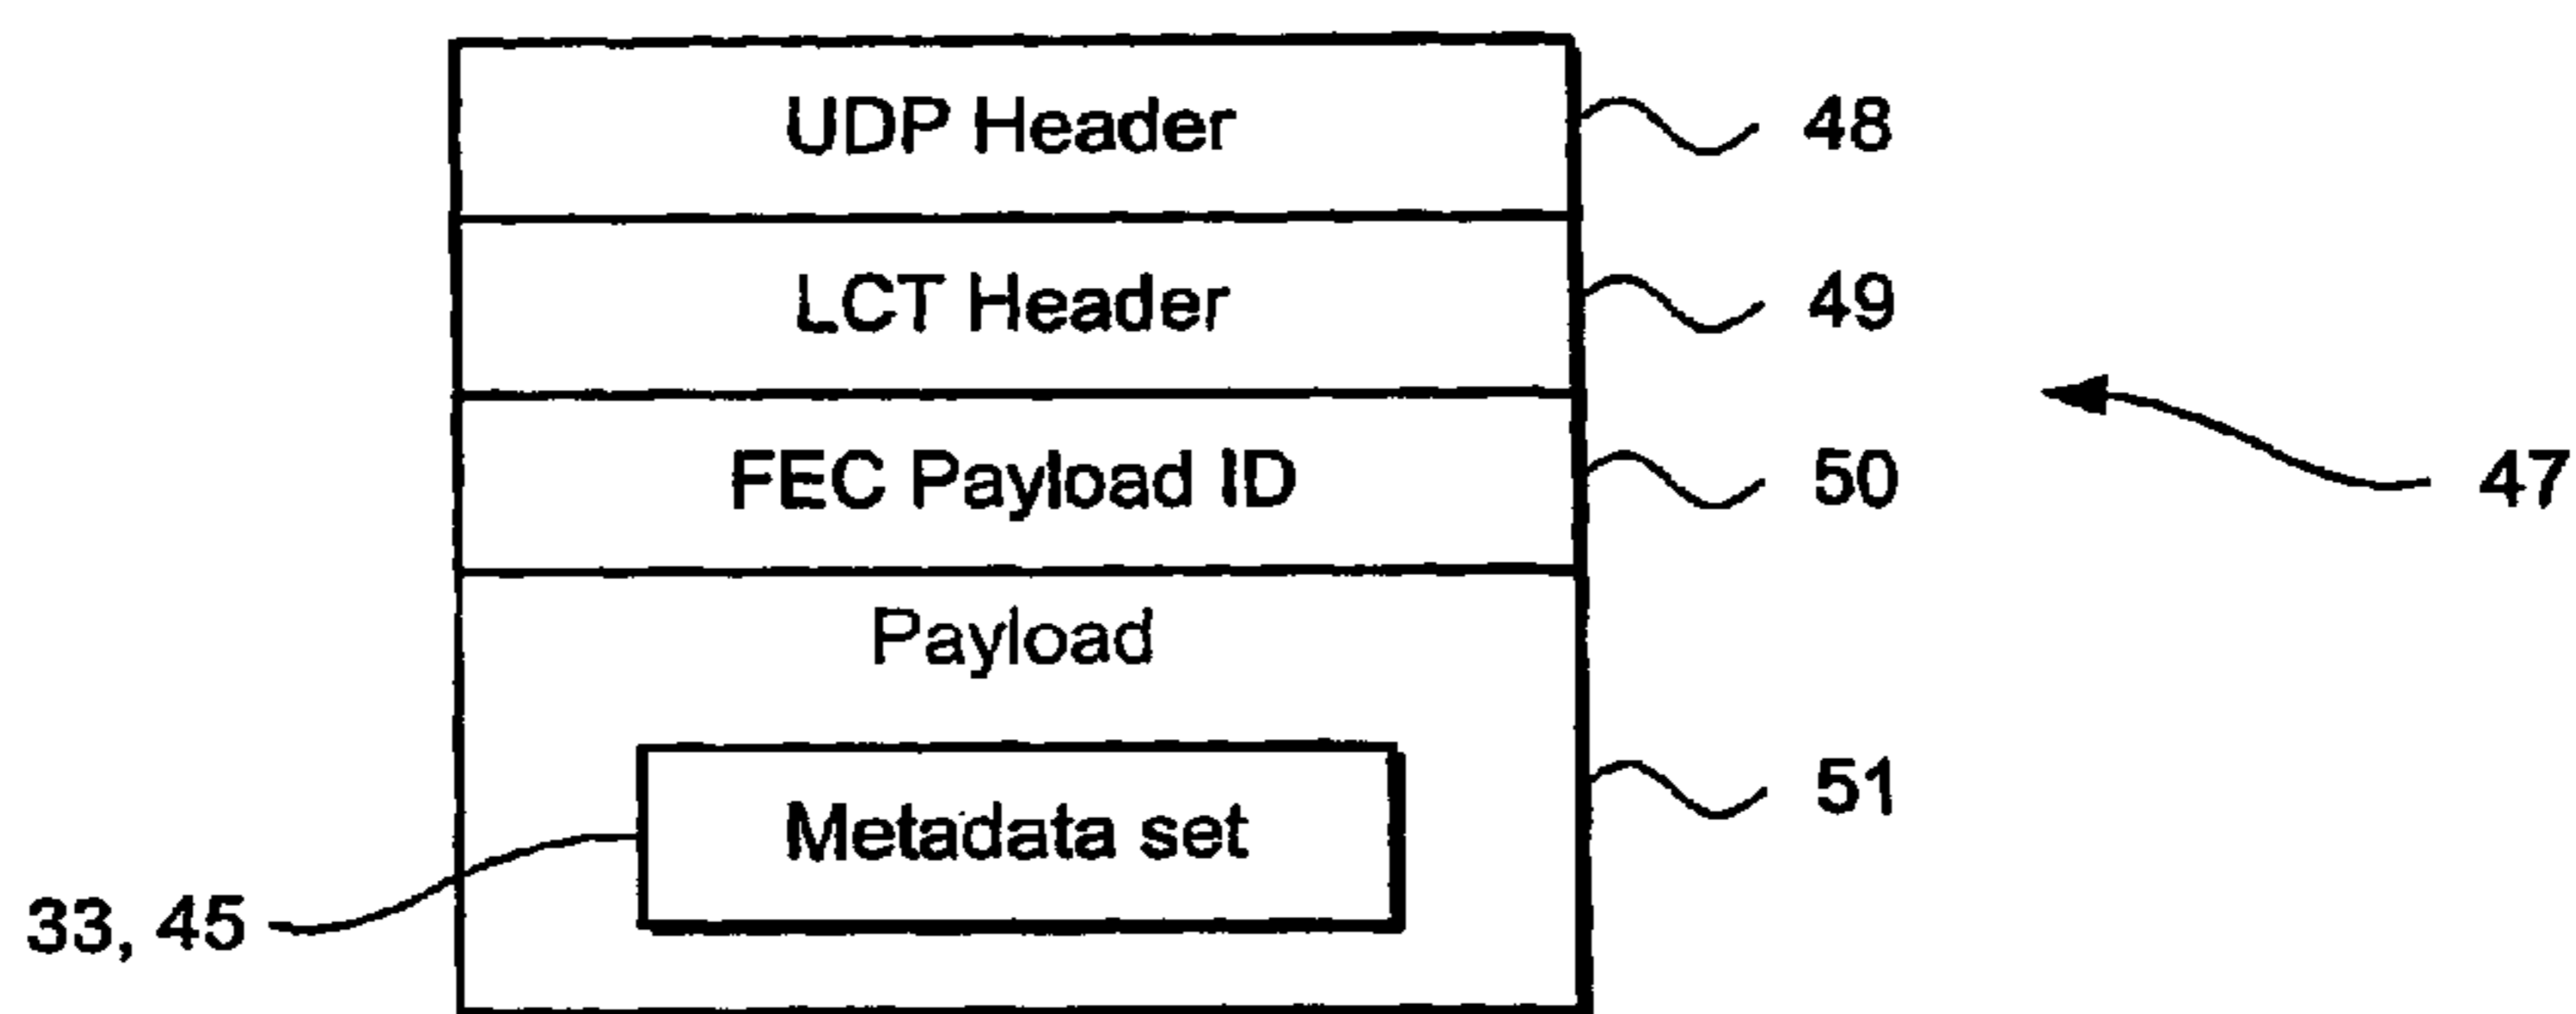 UDP Header 48
LCT Header 49
FEC Payload ID 50
47
Payload
Metadata set 51
33, 45